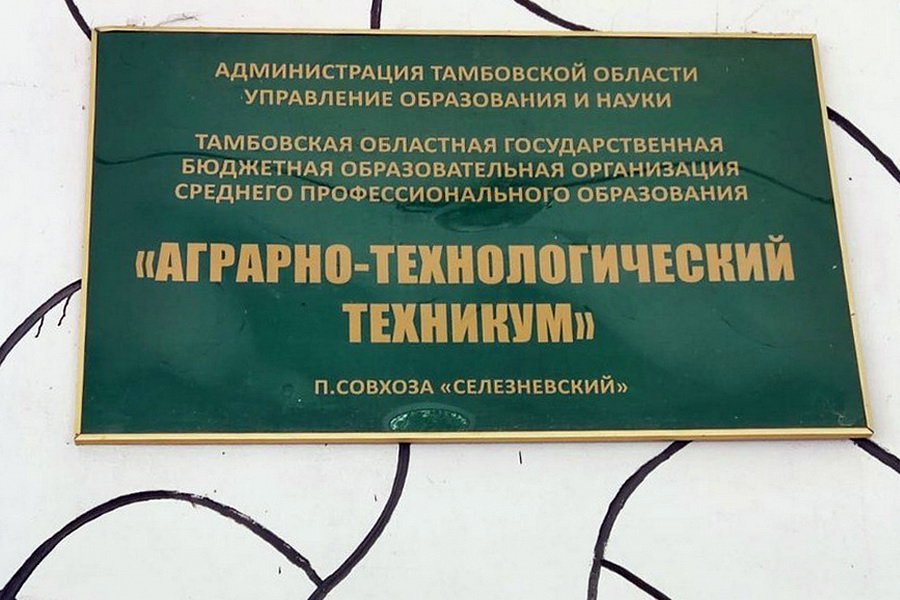 АДМИНИСТРАЦИЯ ТАМБОВСКОЙ ОБЛАСТИ
УПРАВЛЕНИЕ ОБРАЗОВАНИЯ И НАУКИ
ТАМБОВСКАЯ ОБЛАСТНАЯ ГОСУДАРСТВЕННАЯ
БЮДЖЕТНАЯ ОБРАЗОВАТЕЛЬНАЯ ОРГАНИЗАЦИЯ
СРЕДНЕГО ПРОФЕССИОНАЛЬНОГО ОБРАЗОВАНИЯ
«АГРАРНО-ТЕХНОЛОГИЧЕСКИЙ
ТЕХНИКУМ»
П.СОВХОЗА «СЕЛЕЗНЕВСКИЙ»